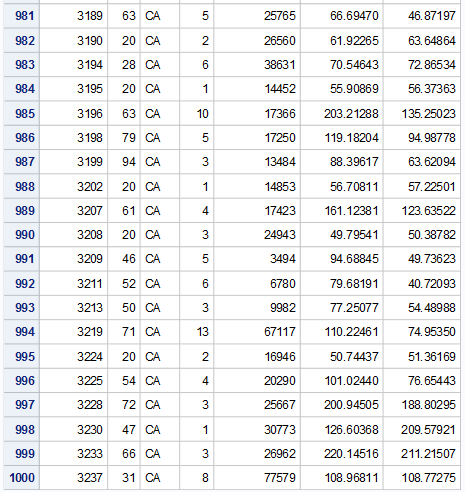 981 3189 63 CA 5 25765 66.69470 46.87197
982 3190 20 CA 2 26560 61.92265 63.64864
983 3194 28 CA 6 38631 70.54643 72.86534
984 3195 20 CA 1 14452 55.90869 56.37363
985 3196 63 CA 10 17366 203.21288 135.25023
986 3198 79 CA 5 17250 119.18204 94.98778
987 3199 94 CA 3 13484 88.39617 63.62094
988 3202 20 CA 1 14853 56.70811 57.22501
989 3207 61 CA 4 17423 161.12381 123.63522
990 3208 20 CA 3 24943 49.79541 50.38782
991 3209 46 CA 5 3494 94.68845 49.73623
992 3211 52 CA 6 6780 79.68191 40.72093
993 3213 50 CA 3 9982 77.25077 54.48988
994 3219 71 CA 13 67117 110.22461 74.95350
995 3224 20 CA 2 16946 50.74437 51.36169
996 3225 54 CA 4 20290 101.02440 76.65443
997 3228 72 CA 3 25667 200.94505 188.80295
998 3230 47 CA 1 30773 126.60368 209.57921
999 3233 66 CA 3 26962 220.14516 211.21507
1000 3237 31 CA 8 77579 108.96811 108.77275